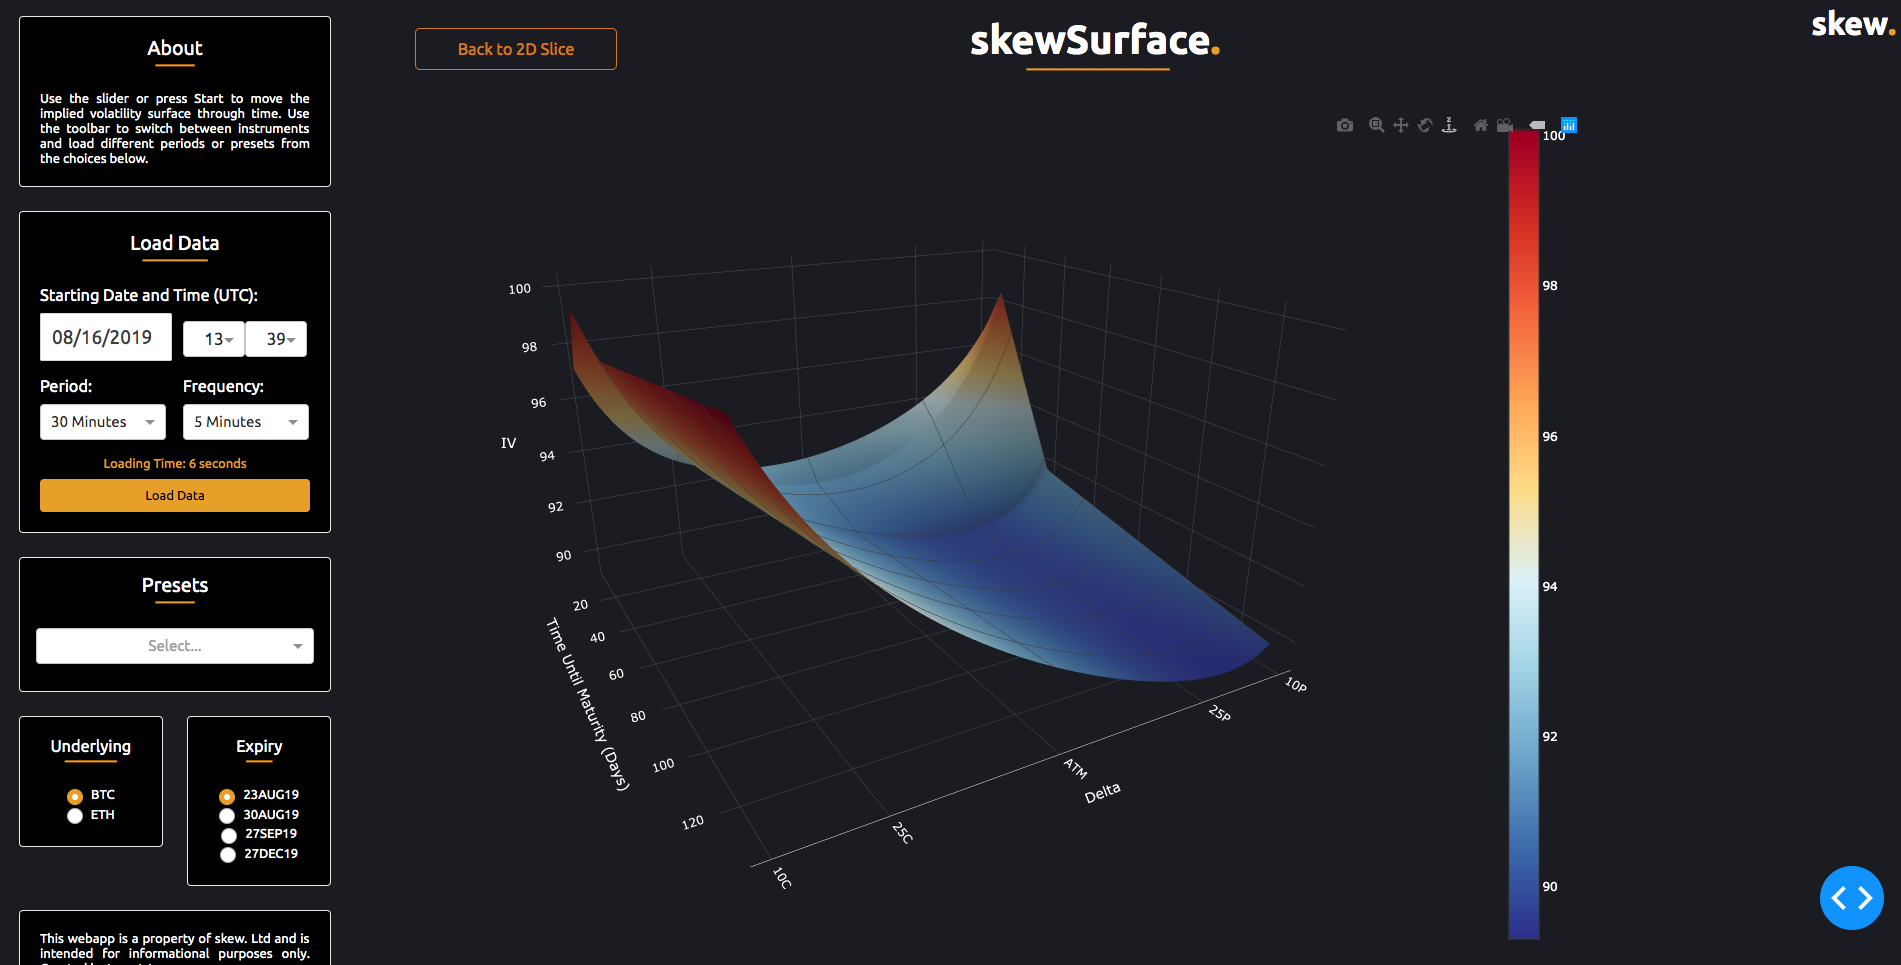 About
Use the slider or press Start to move the
implied volatility surface through time. Use
the toolbar to switch between instruments
and load different periods or presets from
the choices below.
Load Data
Starting Date and Time (UTC):
08/16/2019 13 39
Period: Frequency:
30 Minutes 5 Minutes
Loading Time: 6 seconds
Load Data
Presets
Select...
Underlying
BTC
ETH
Expiry
23AUG19
30AUG19
27SEP19
27DEC19
This webapp is a property of skew. Ltd and is
intended for informational purposes only.
Back to 2D Slice
skewSurface.
skew.
100
98
96
94
92
90
IV
20
40
60
80
100
120
Time Until Maturity (Days)
10C
25C
ATM
25P
10P
Delta
100
98
96
94
92
90